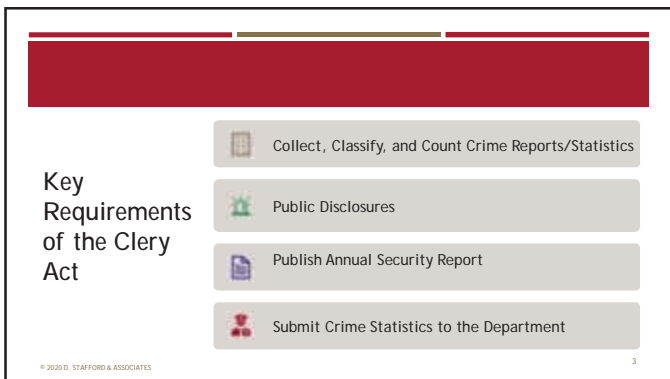 Key
Requirements
of the Clery
Act
Collect, Classify, and Count Crime Reports/Statistics
Public Disclosures
Publish Annual Security Report
Submit Crime Statistics to the Department
© 2020 D. STAFFORD & ASSOCIATES
3